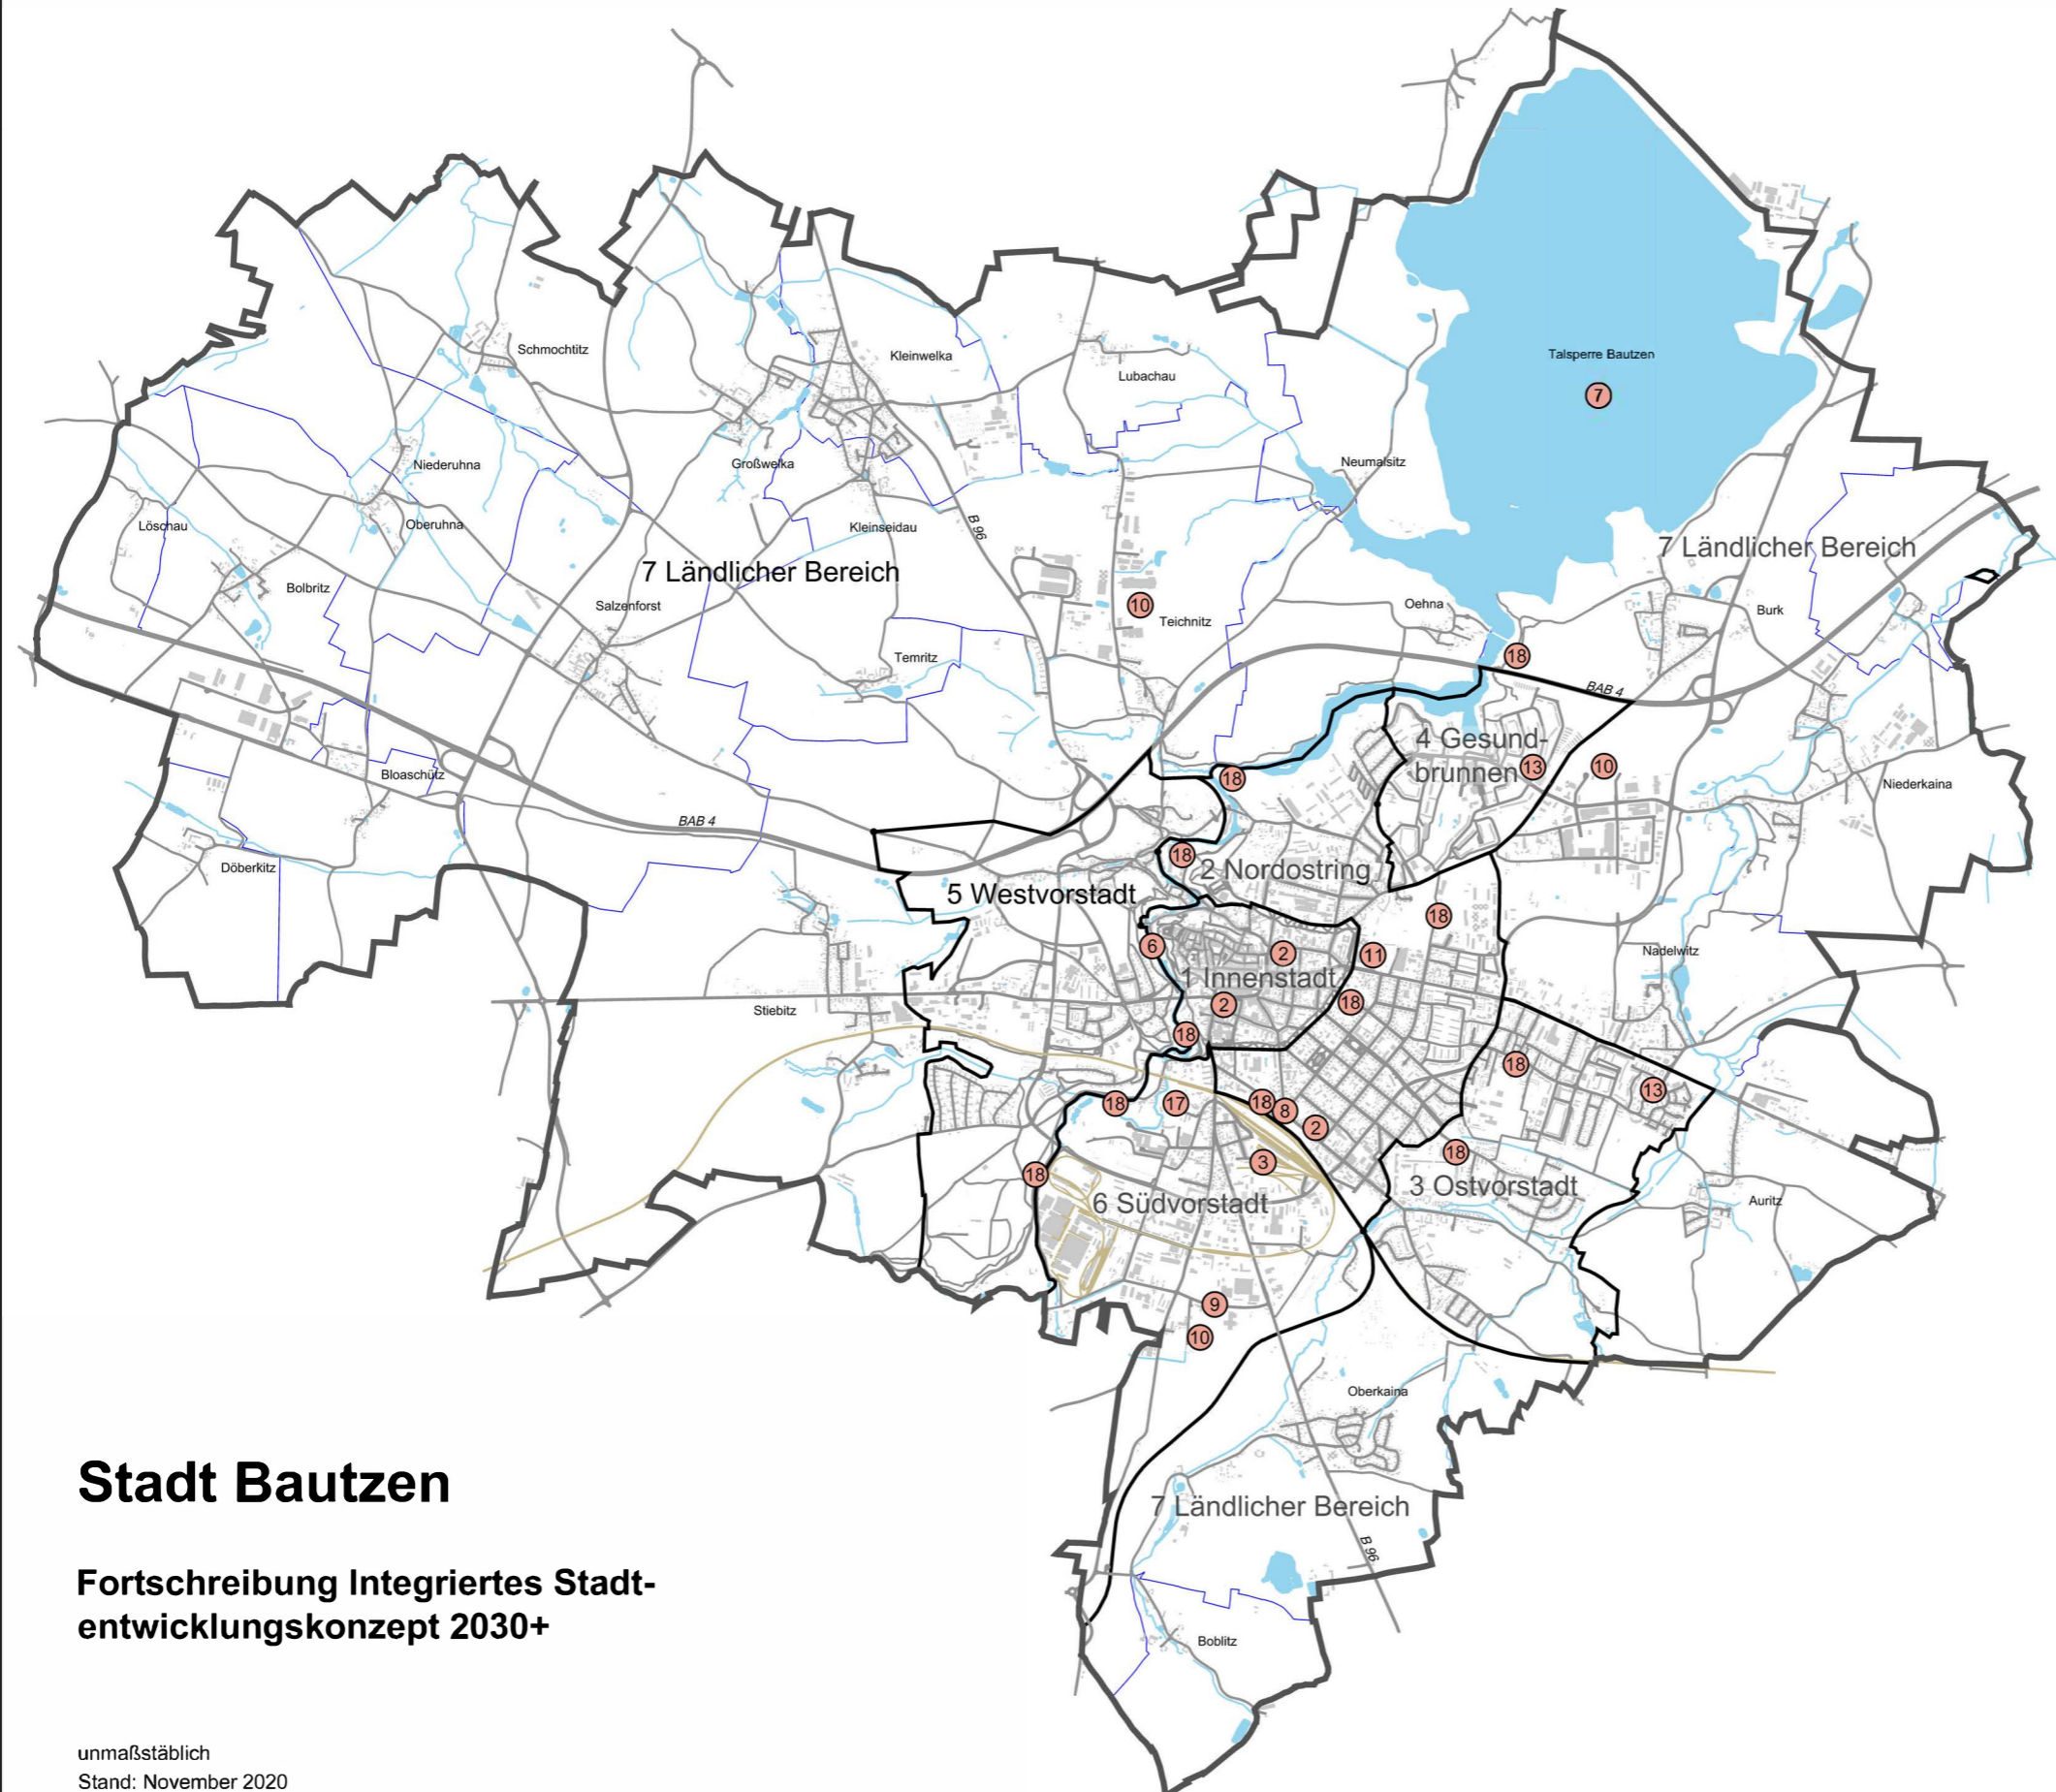 Schmochtitz
Kleinwelka
Lubachau
Talsperre Bautzen
7
Niederuhna
Großwelka
Neumalsitz
Löschau
Oberuhna
Kleinseidau
B 96
7 Ländlicher Bereich
7 Ländlicher Bereich
Bolbritz
Salzenforst
10
Teichnitz
Oehna
Burk
Temritz
18
BAB 4
4 Gesund-
brunnen
13
10
18
Bloaschütz
Niederkaina
BAB 4
Döberkitz
18
2 Nordostring
5 Westvorstadt
18
6
2
11
Nadelwitz
1 Innenstadt
2
18
Stiebitz
18
18
13
18
17
18
8
2
18
3
18
3 Ostvorstadt
6 Südvorstadt
Auritz
9
10
Oberkaina
Stadt Bautzen
7 Ländlicher Bereich
B 96
Fortschreibung Integriertes Stadt-
entwicklungskonzept 2030+
Boblitz
unmaßstäblich
Stand: November 2020